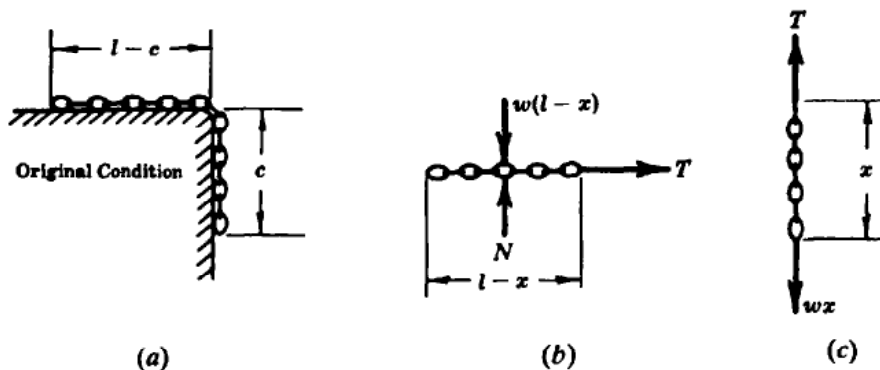 l – c
Original Condition
c
(a)
w(l – x)
T
N
l – x
(b)
T
x
wx
(c)